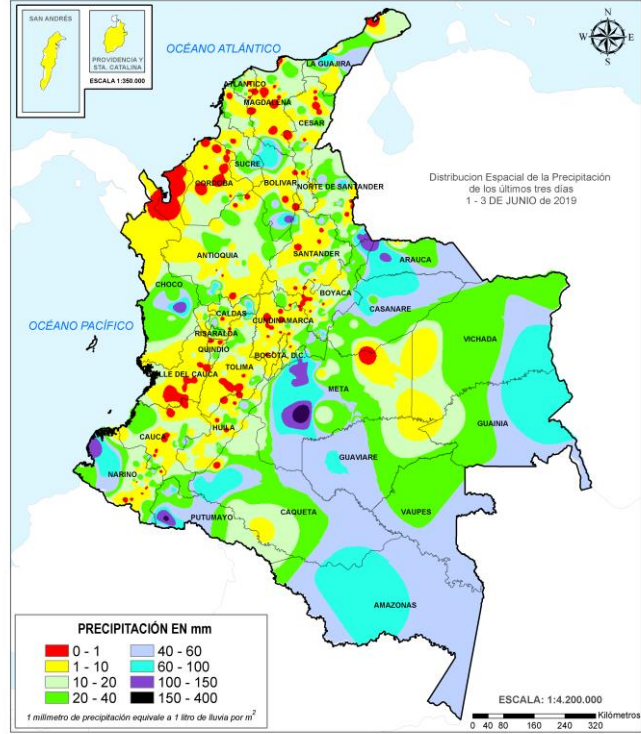 SAN ANDRÉS
PROVIDENCIA Y
STA. CATALINA
ESCALA 1:350.000
OCÉANO ATLÁNTICO
N
W
E
S
LA GUAJIRA
ATLANTICO
MAGDALENA
CESAR
SUCRE
CORDOBA
BOLIVAR
NORTE DE SANTANDER
Distribucion Espacial de la Precipitación
de los últimos tres días
1 - 3 DE JUNIO de 2019
ANTIOQUIA
SANTANDER
ARAUCA
CHOCO
BOYACA
CASANARE
OCÉANO PACÍFICO
CALDAS
CUNDINAMARCA
RISARALDA
VICHADA
QUINDIO
BOGOTA, D.C.
TOLIMA
VALLE DEL CAUCA
META
GUAINIA
CAUCA
HUILA
GUAVIARE
NARIÑO
PUTUMAYO
CAQUETA
VAUPES
AMAZONAS
PRECIPITACIÓN EN mm
0 - 1
40 - 60
1 - 10
60 - 100
10 - 20
100 - 150
20 - 40
150 - 400
1 milimetro de precipitación equivale a 1 litro de lluvia por m2
ESCALA: 1:4.200.000
Kilómetros
0 40 80 160 240 320